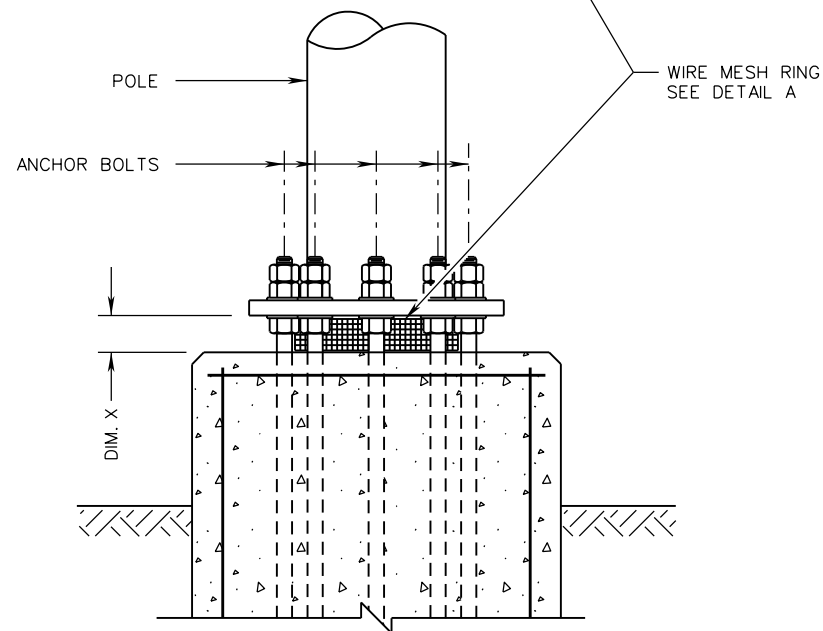 POLE
WIRE MESH RING
SEE DETAIL A
ANCHOR BOLTS
DIM. X